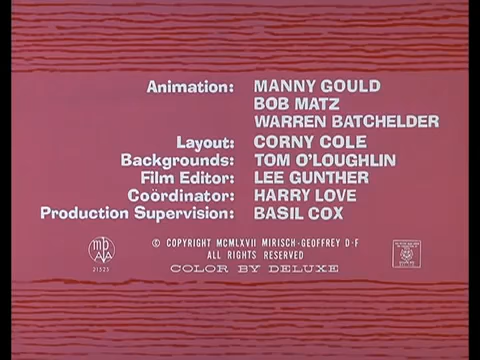 Animation: MANNY GOULD
BOB MATZ
WARREN BATCHELDER
Layout: CORNY COLE
Backgrounds: TOM O'LOUGHLIN
Film Editor: LEE GUNTHER
Coördinator: HARRY LOVE
Production Supervision: BASIL COX
© COPYRIGHT MCMLXVII MIRISCH-GEOFFREY D-F
ALL RIGHTS RESERVED
COLOR BY DELUXE
21525